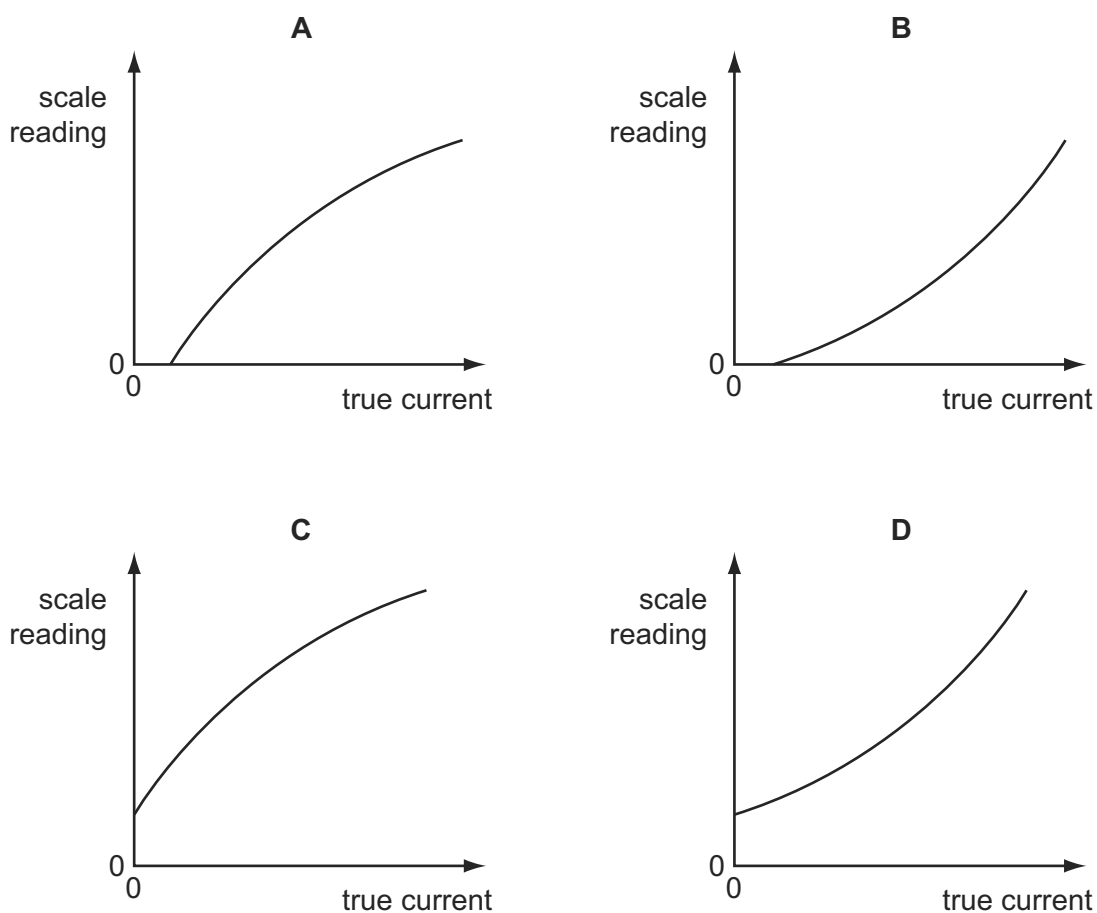 A
scale
reading
0
0
true current
B
scale
reading
0
0
true current
C
scale
reading
0
0
true current
D
scale
reading
0
0
true current